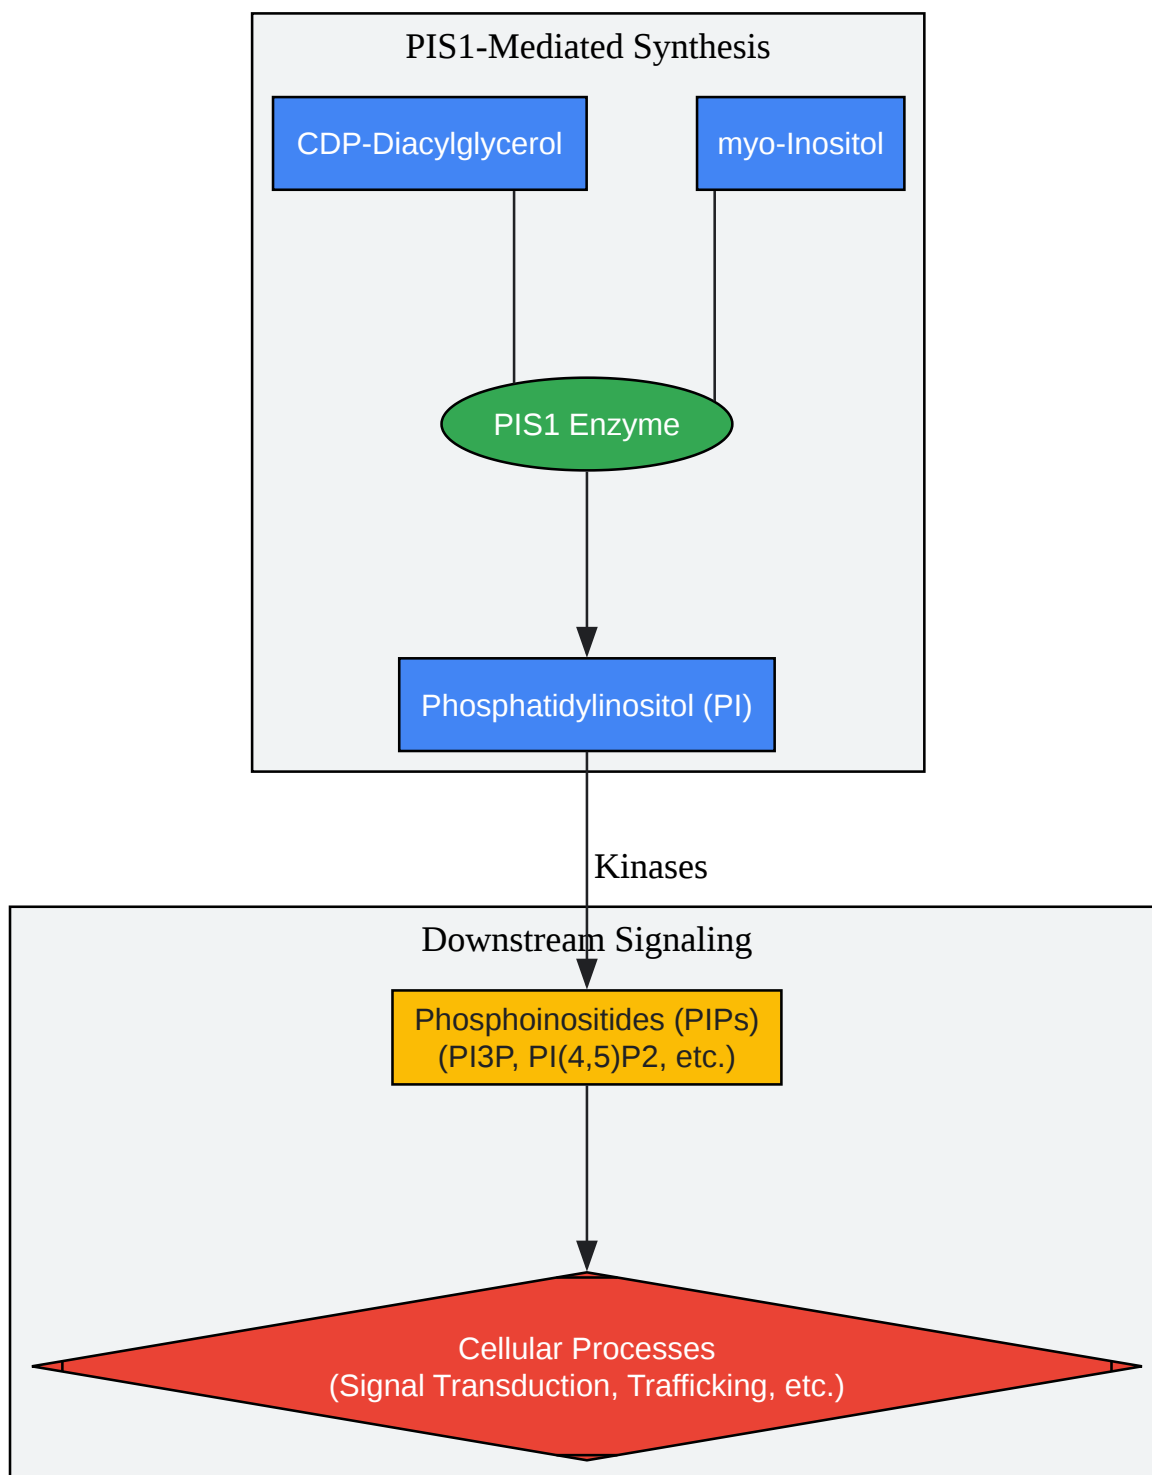 PIS1-Mediated Synthesis
CDP-Diacylglycerol
myo-Inositol
PIS1 Enzyme
Phosphatidylinositol (PI)
Kinases
Downstream Signaling
Phosphoinositides (PIPs)
(PI3P, PI(4,5)P2, etc.)
Cellular Processes
(Signal Transduction, Trafficking, etc.)